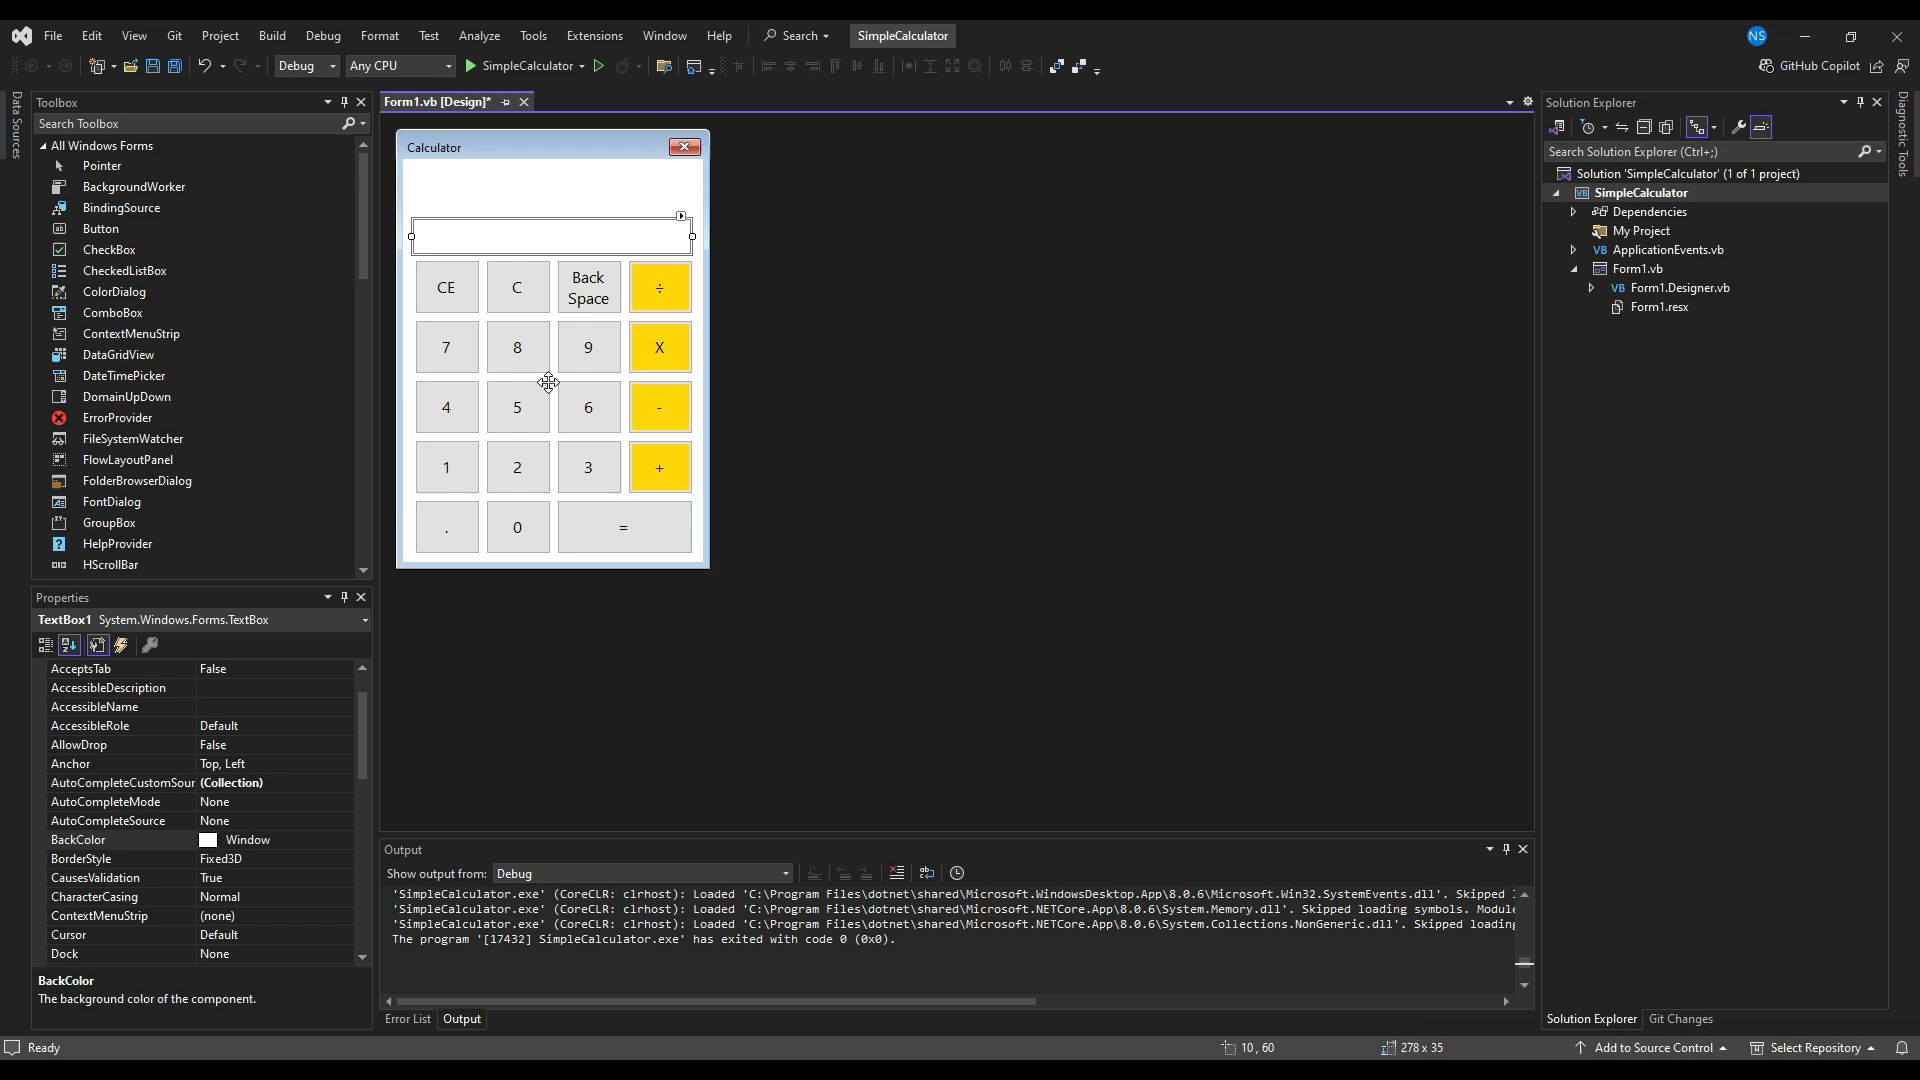 File Edit View Git Project Build Debug Format Test Analyze Tools Extensions Window Help Search SimpleCalculator NS
Debug Any CPU SimpleCalculator GitHub Copilot
Data Sources
Toolbox
Search Toolbox
All Windows Forms
Pointer
BackgroundWorker
BindingSource
Button
CheckBox
CheckedListBox
ColorDialog
ComboBox
ContextMenuStrip
DataGridView
DateTimePicker
DomainUpDown
ErrorProvider
FileSystemWatcher
FlowLayoutPanel
FolderBrowserDialog
FontDialog
GroupBox
HelpProvider
HScrollBar
Properties
TextBox1 System.Windows.Forms.TextBox
AcceptsTab False
AccessibleDescription
AccessibleName
AccessibleRole Default
AllowDrop False
Anchor Top, Left
AutoCompleteCustomSour (Collection)
AutoCompleteMode None
AutoCompleteSource None
BackColor Window
BorderStyle Fixed3D
CausesValidation True
CharacterCasing Normal
ContextMenuStrip (none)
Cursor Default
Dock None
BackColor
The background color of the component.
Form1.vb [Design]*
Calculator
CE C Back Space ÷
7 8 9 X
4 5 6 -
1 2 3 +
. 0 =
Output
Show output from: Debug
'SimpleCalculator.exe' (CoreCLR: clrhost): Loaded 'C:\Program Files\dotnet\shared\Microsoft.WindowsDesktop.App\8.0.6\Microsoft.Win32.SystemEvents.dll'. Skipped
'SimpleCalculator.exe' (CoreCLR: clrhost): Loaded 'C:\Program Files\dotnet\shared\Microsoft.NETCore.App\8.0.6\System.Memory.dll'. Skipped loading symbols. Module
'SimpleCalculator.exe' (CoreCLR: clrhost): Loaded 'C:\Program Files\dotnet\shared\Microsoft.NETCore.App\8.0.6\System.Collections.NonGeneric.dll'. Skipped loading
The program '[17432] SimpleCalculator.exe' has exited with code 0 (0x0).
Error List Output
Solution Explorer
Search Solution Explorer (Ctrl+;)
Solution 'SimpleCalculator' (1 of 1 project)
VB SimpleCalculator
Dependencies
My Project
VB ApplicationEvents.vb
Form1.vb
VB Form1.Designer.vb
Form1.resx
Solution Explorer Git Changes
Diagnostic Tools
Ready 10, 60 278 x 35 Add to Source Control Select Repository